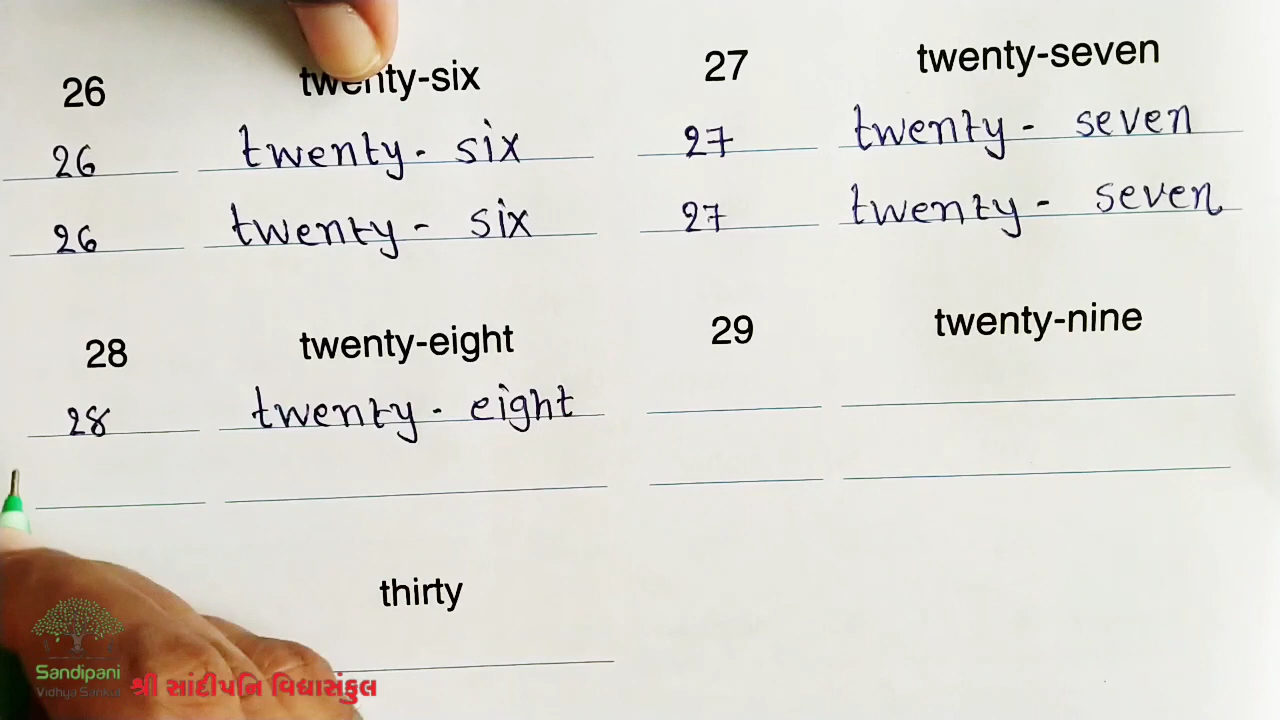 26 twenty-six
26 twenty - six
26 twenty - six
27 twenty-seven
27 twenty - seven
27 twenty - seven
28 twenty-eight
28 twenty - eight
29 twenty-nine
thirty
Sandipani
Vidhya Sankul
શ્રી સાંદીપનિ વિદ્યાસંકુલ